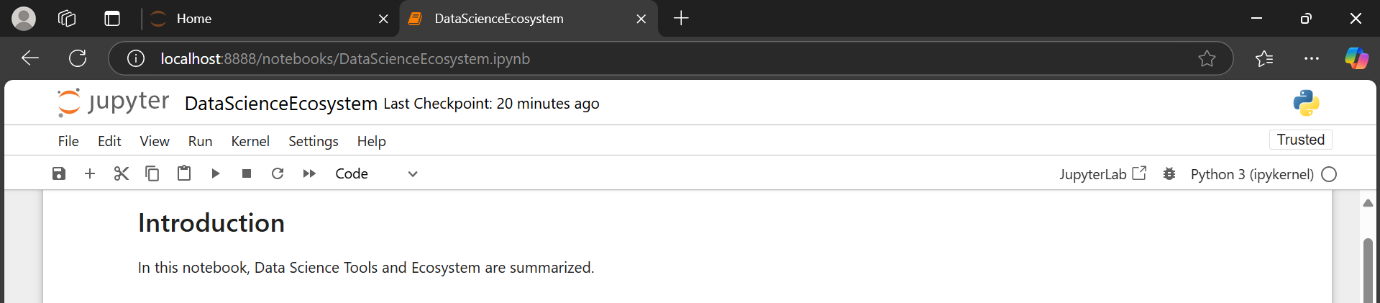 Home
DataScienceEcosystem
localhost:8888/notebooks/DataScienceEcosystem.ipynb
jupyter DataScienceEcosystem Last Checkpoint: 20 minutes ago
File Edit View Run Kernel Settings Help
Trusted
Code
JupyterLab
Python 3 (ipykernel)
Introduction
In this notebook, Data Science Tools and Ecosystem are summarized.